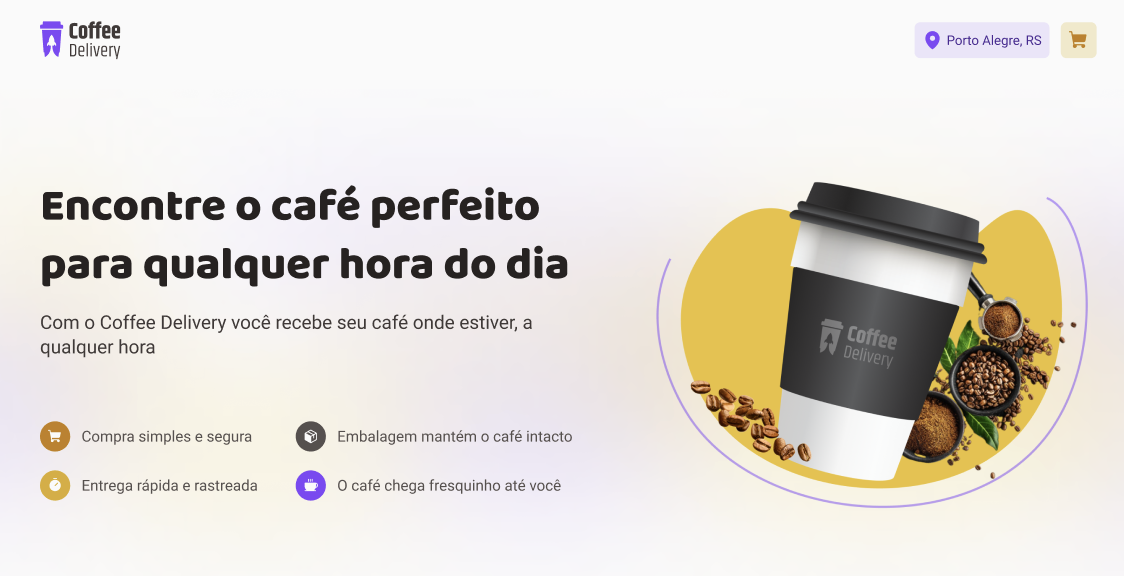 Coffee
Delivery
Porto Alegre, RS
Encontre o café perfeito
para qualquer hora do dia
Com o Coffee Delivery você recebe seu café onde estiver, a
qualquer hora
Coffee
Delivery
Compra simples e segura
Embalagem mantém o café intacto
Entrega rápida e rastreada
O café chega fresquinho até você